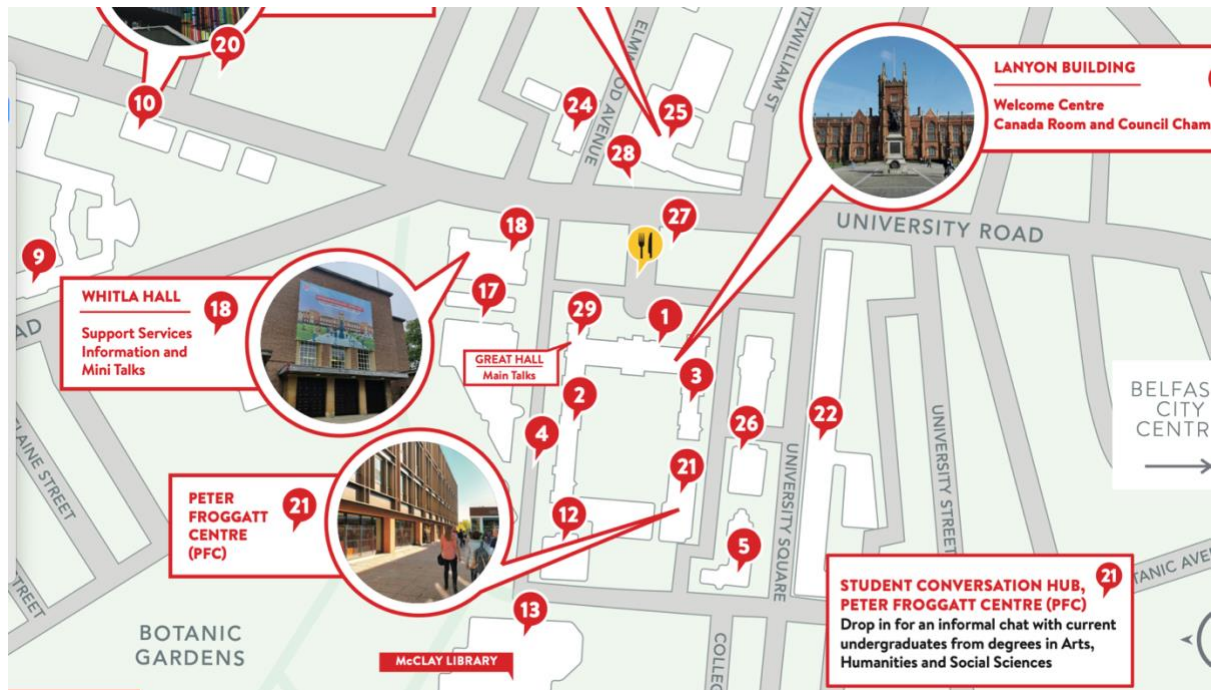 20
10
ELMWOOD AVENUE
24
25
28
27
UNIVERSITY ROAD
LANYON BUILDING
Welcome Centre
Canada Room and Council Cham
9
18
WHITLA HALL
18
Support Services
Information and
Mini Talks
17
29
1
GREAT HALL
Main Talks
3
2
4
26
22
21
BELFAS
CITY
CENTR
UNIVERSITY SQUARE
UNIVERSITY STREET
PETER
FROGGATT
CENTRE
(PFC)
21
12
5
13
McCLAY LIBRARY
BOTANIC
GARDENS
STUDENT CONVERSATION HUB,
PETER FROGGATT CENTRE (PFC)
21
Drop in for an informal chat with current
undergraduates from degrees in Arts,
Humanities and Social Sciences